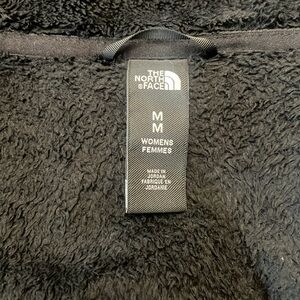 THE
NORTH
FACE
M
M
WOMENS
FEMMES
MADE IN
JORDAN
FABRIQUÉ EN
JORDANIE